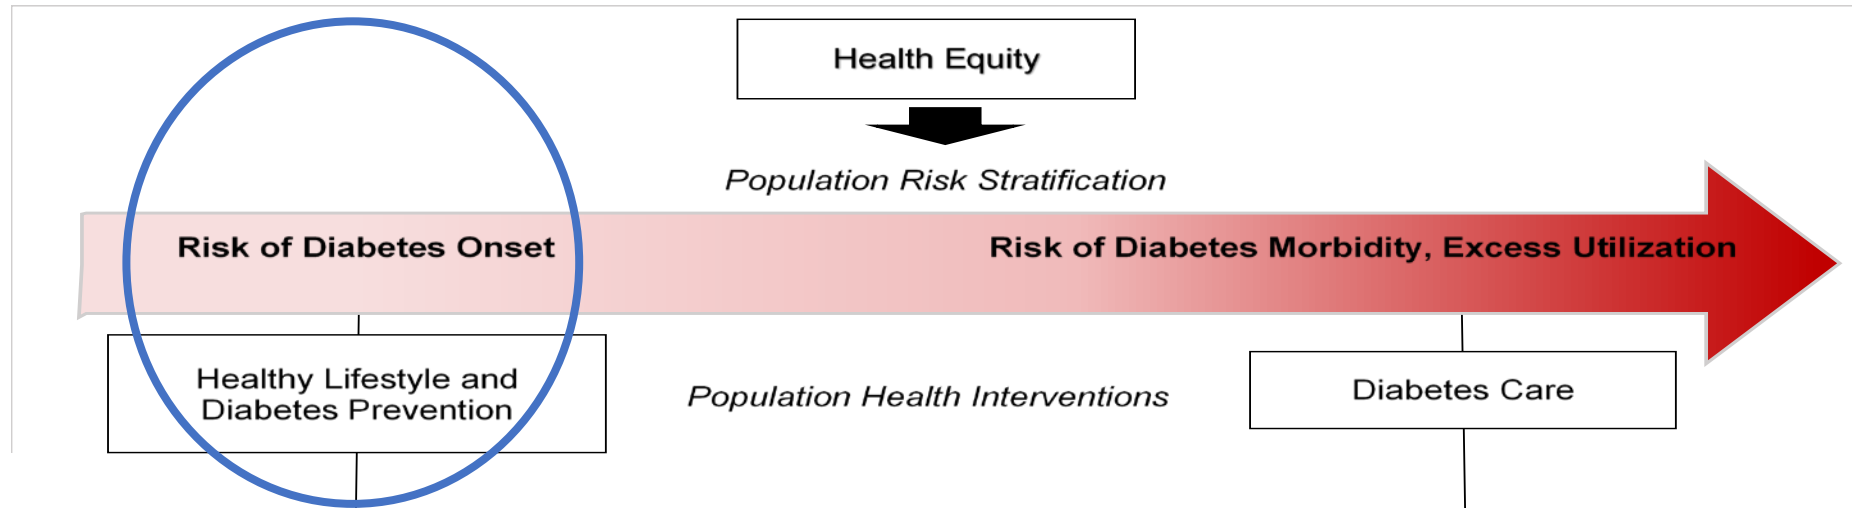 Health Equity
Population Risk Stratification
Risk of Diabetes Onset
Risk of Diabetes Morbidity, Excess Utilization
Healthy Lifestyle and
Diabetes Prevention
Population Health Interventions
Diabetes Care